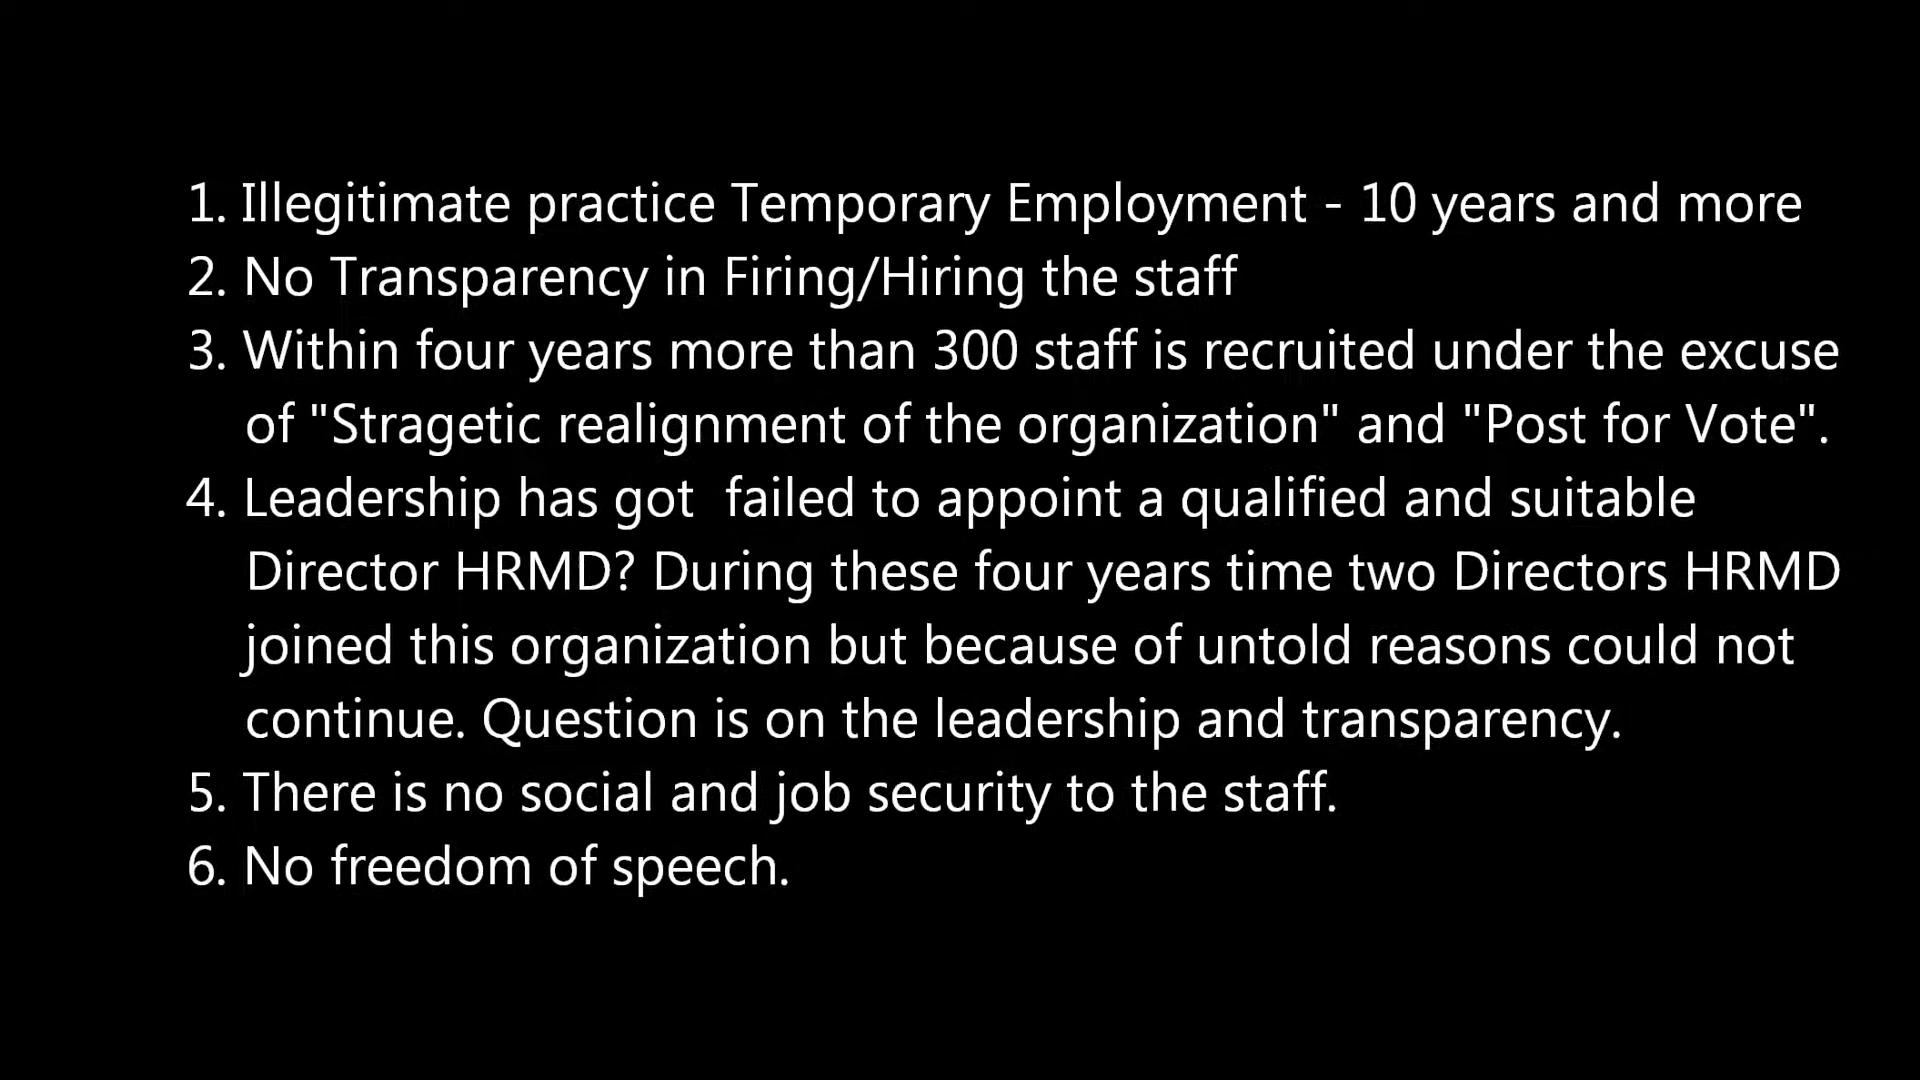 1. Illegitimate practice Temporary Employment - 10 years and more
2. No Transparency in Firing/Hiring the staff
3. Within four years more than 300 staff is recruited under the excuse
of "Stragetic realignment of the organization" and "Post for Vote".
4. Leadership has got  failed to appoint a qualified and suitable
Director HRMD? During these four years time two Directors HRMD
joined this organization but because of untold reasons could not
continue. Question is on the leadership and transparency.
5. There is no social and job security to the staff.
6. No freedom of speech.